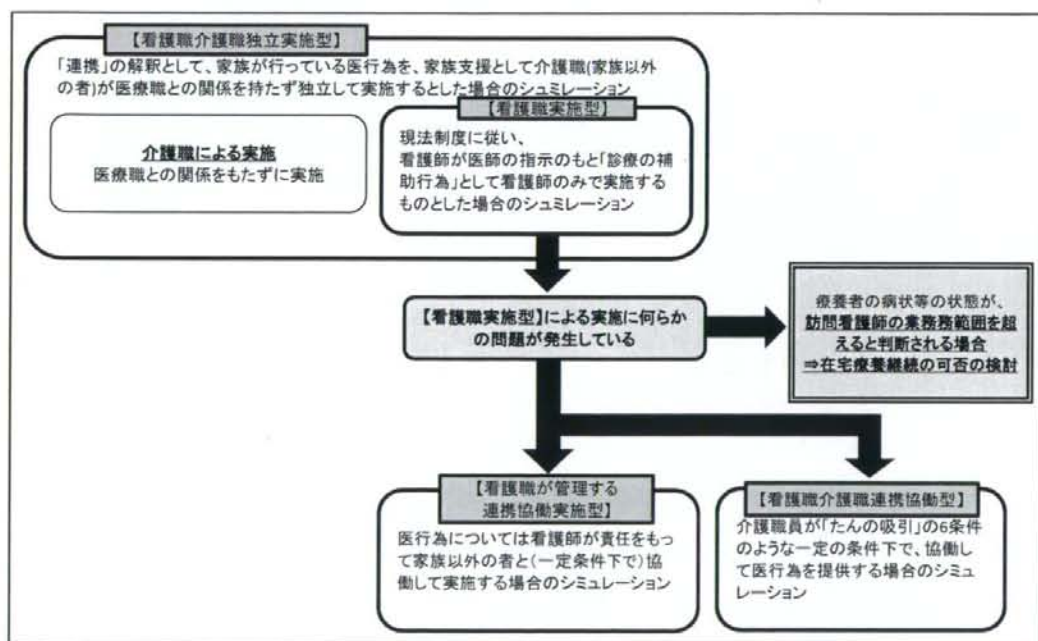 【看護職介護職独立実施型】
「連携」の解釈として、家族が行っている医行為を、家族支援として介護職(家族以外
の者)が医療職との関係を持たず独立して実施するとした場合のシュミレーション
介護職による実施
医療職との関係をもたずに実施
【看護職実施型】
現法制度に従い、
看護師が医師の指示のもと「診療の補
助行為」として看護師のみで実施する
ものとした場合のシュミレーション
【看護職実施型】による実施に何らか
の問題が発生している
療養者の病状等の状態が、
訪問看護師の業務務範囲を超
えると判断される場合
⇒在宅療養継続の可否の検討
【看護職が管理する
連携協働実施型】
医行為については看護師が責任をもっ
て家族以外の者と(一定条件下で)協
働して実施する場合のシミュレーション
【看護職介護職連携協働型】
介護職員が「たんの吸引」の6条件
のような一定の条件下で、協働し
て医行為を提供する場合のシミュ
レーション